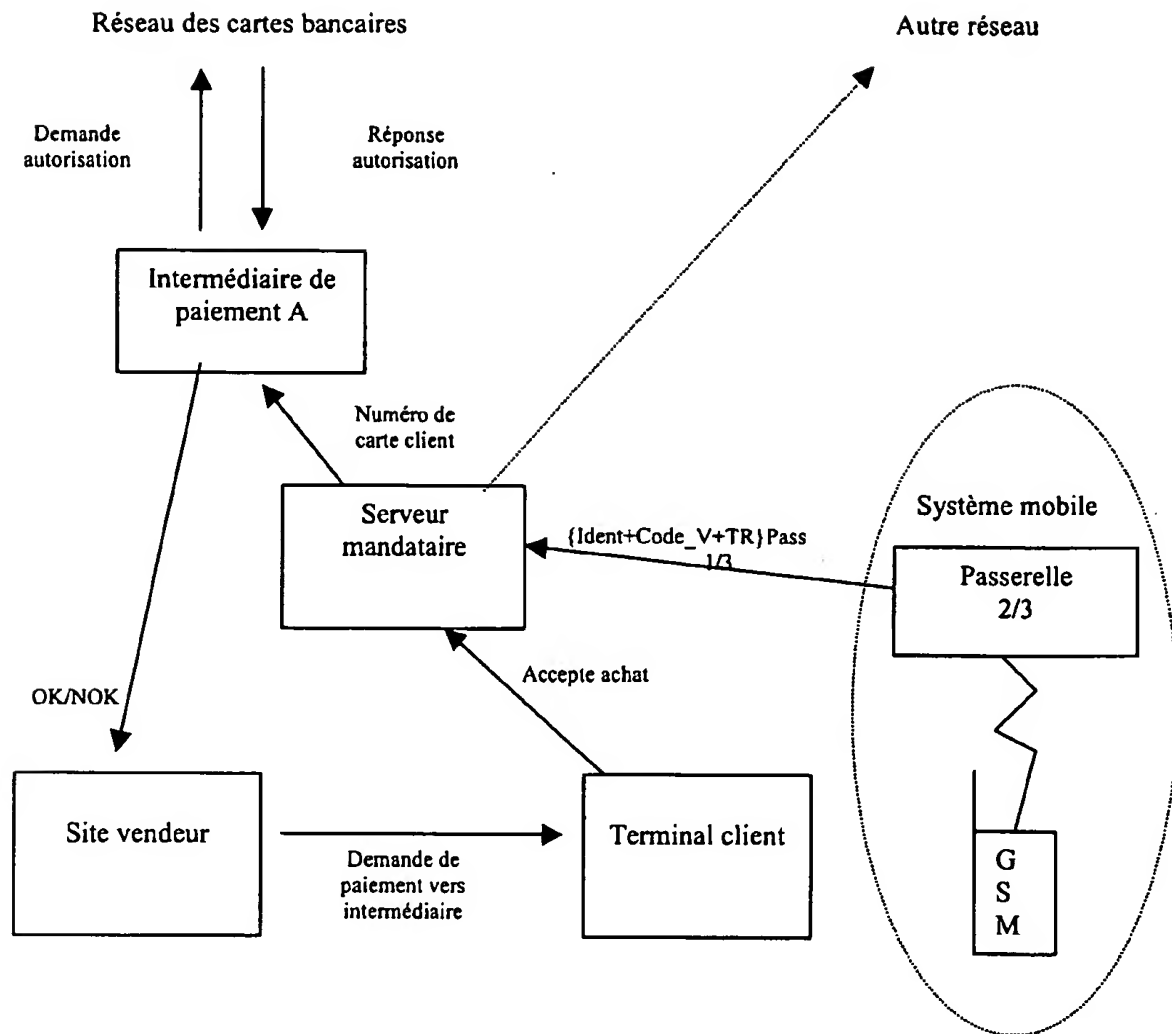 Réseau des cartes bancaires
Autre réseau
Demande
autorisation
Réponse
autorisation
Intermédiaire de
paiement A
Numéro de
carte client
Serveur
mandataire
{Ident+Code_V+TR}Pass
1/3
Système mobile
Passerelle
2/3
Accepte achat
OK/NOK
Site vendeur
Demande de
paiement vers
intermédiaire
Terminal client
G
S
M